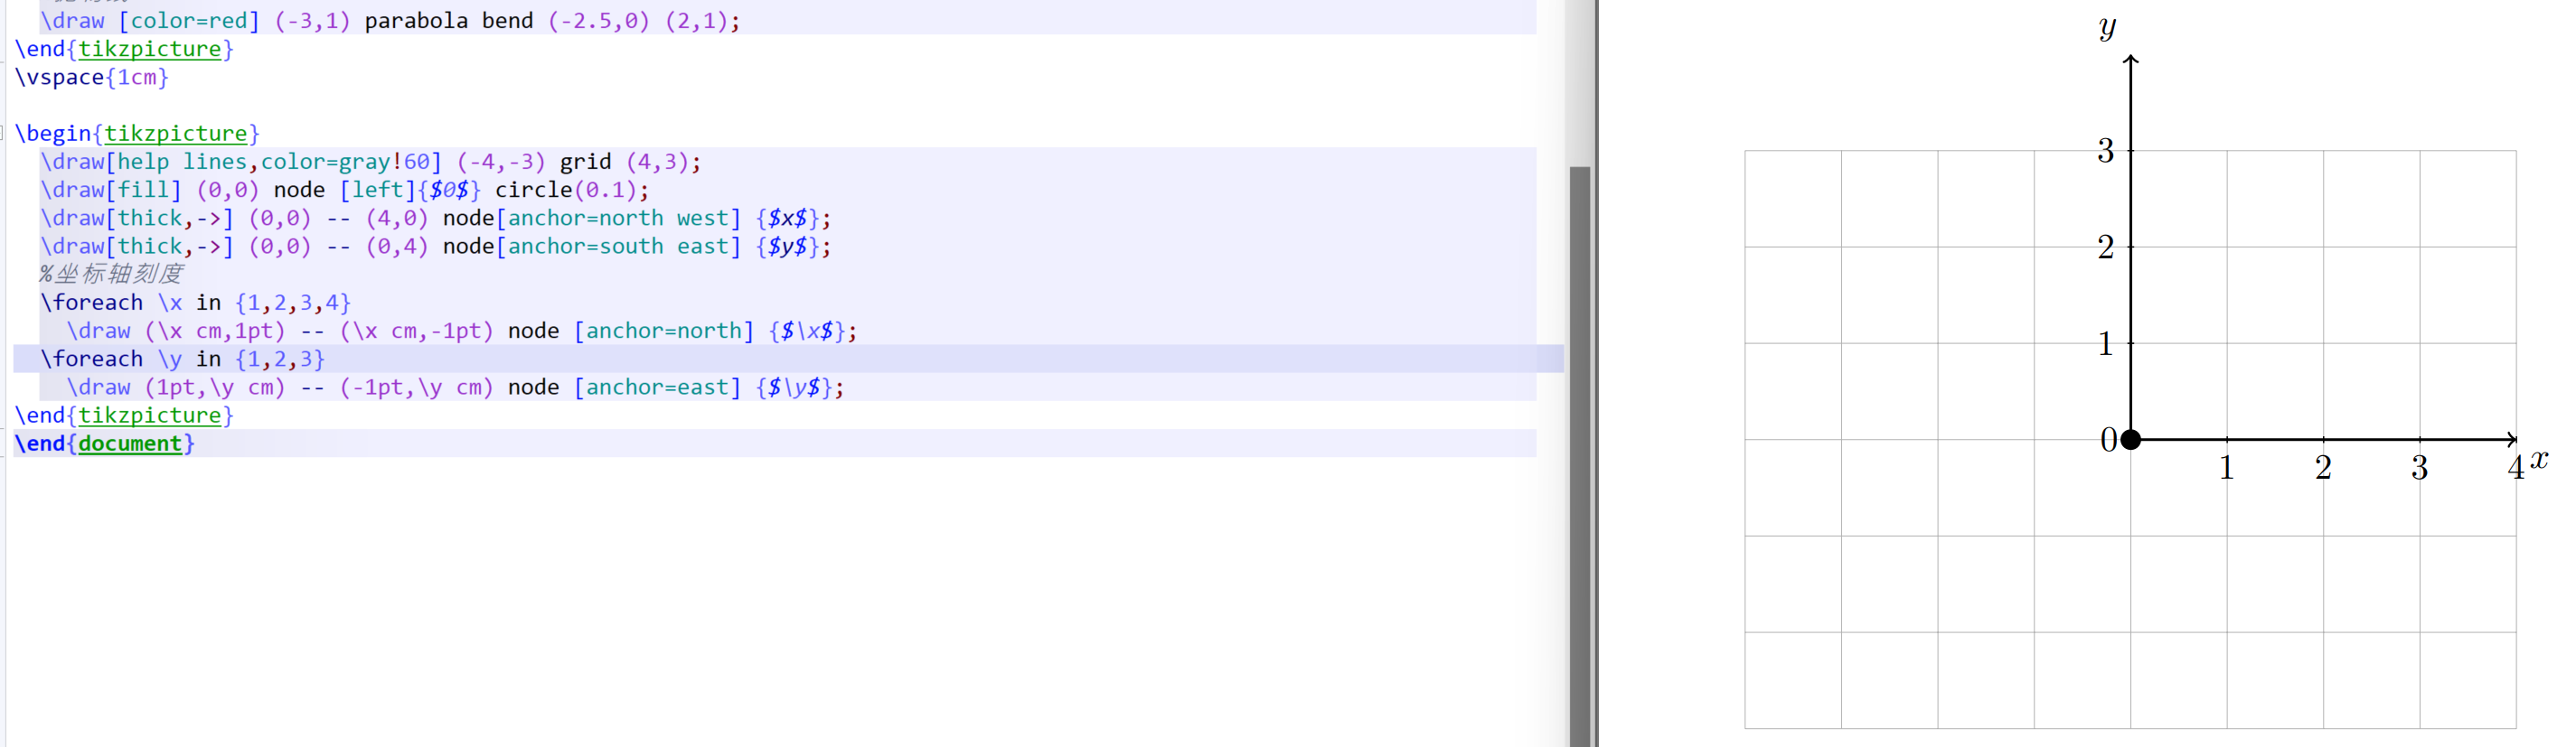 \draw [color=red] (-3,1) parabola bend (-2.5,0) (2,1);
\end{tikzpicture}
\vspace{1cm}
\begin{tikzpicture}
\draw[help lines,color=gray!60] (-4,-3) grid (4,3);
\draw[fill] (0,0) node [left]{$0$} circle(0.1);
\draw[thick,->] (0,0) -- (4,0) node[anchor=north west] {$x$};
\draw[thick,->] (0,0) -- (0,4) node[anchor=south east] {$y$};
%坐标轴刻度
\foreach \x in {1,2,3,4}
\draw (\x cm,1pt) -- (\x cm,-1pt) node [anchor=north] {$\x$};
\foreach \y in {1,2,3}
\draw (1pt,\y cm) -- (-1pt,\y cm) node [anchor=east] {$\y$};
\end{tikzpicture}
\end{document}
y
3
2
1
0
1 2 3 4 x